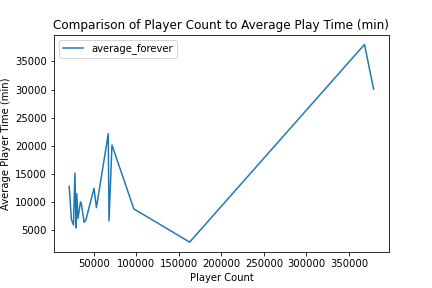 Comparison of Player Count to Average Play Time (min)
average_forever
Average Player Time (min)
35000
30000
25000
20000
15000
10000
5000
50000 100000 150000 200000 250000 300000 350000
Player Count